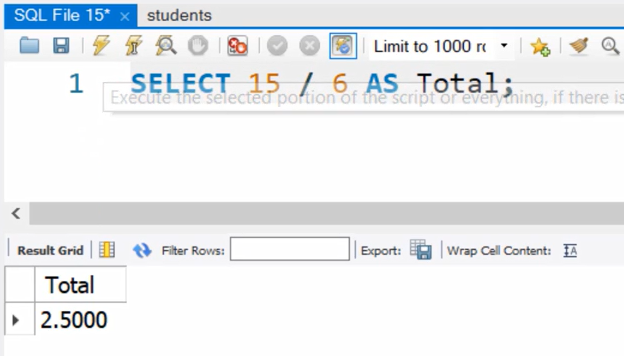 SQL File 15* × students
Limit to 1000 rc
1 SELECT 15 / 6 AS Total;
Execute the selected portion of the script or everything, if there is
Result Grid Filter Rows: Export: Wrap Cell Content:
Total
2.5000